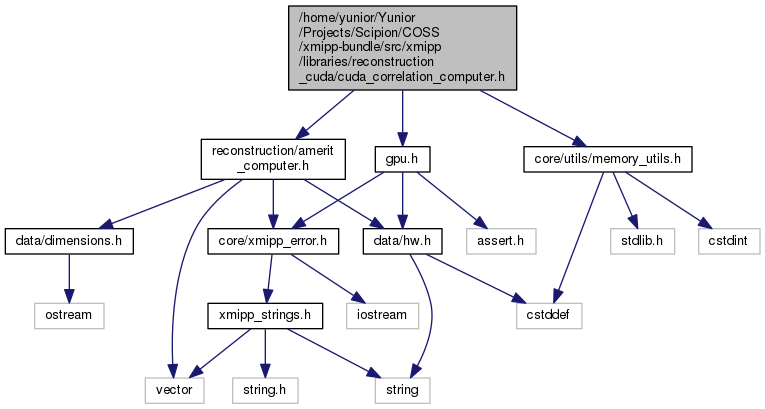 /home/yunior/Yunior
/Projects/Scipion/COSS
/xmipp-bundle/src/xmipp
/libraries/reconstruction
_cuda/cuda_correlation_computer.h
reconstruction/amerit
_computer.h
gpu.h
core/utils/memory_utils.h
data/dimensions.h
core/xmipp_error.h
data/hw.h
assert.h
stdlib.h
cstdint
ostream
xmipp_strings.h
iostream
cstddef
vector
string.h
string